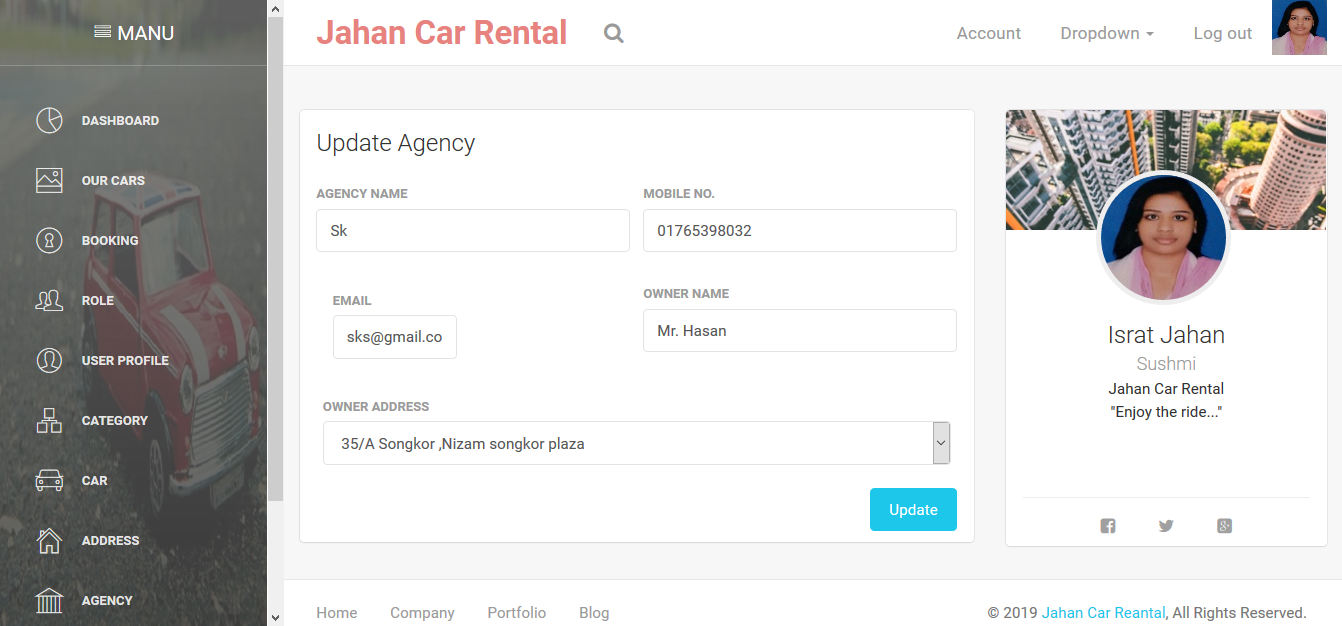 MANU
DASHBOARD
OUR CARS
BOOKING
ROLE
USER PROFILE
CATEGORY
CAR
ADDRESS
AGENCY
Jahan Car Rental
Account Dropdown Log out
Update Agency
AGENCY NAME MOBILE NO.
Sk 01765398032
EMAIL OWNER NAME
sks@gmail.co Mr. Hasan
OWNER ADDRESS
35/A Songkor ,Nizam songkor plaza
Update
Israt Jahan
Sushmi
Jahan Car Rental
"Enjoy the ride..."
Home Company Portfolio Blog
© 2019 Jahan Car Reantal, All Rights Reserved.